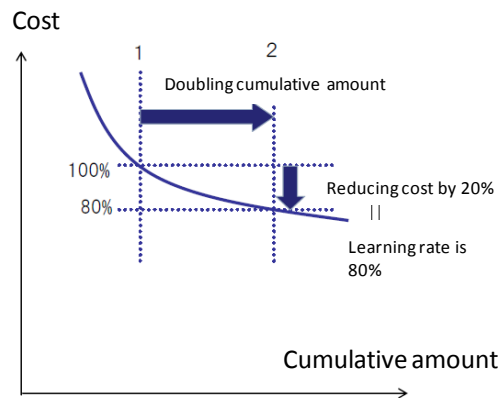 Cost
1
2
Doubling cumulative amount
100%
Reducing cost by 20%
80%
||
Learning rate is
80%
Cumulative amount